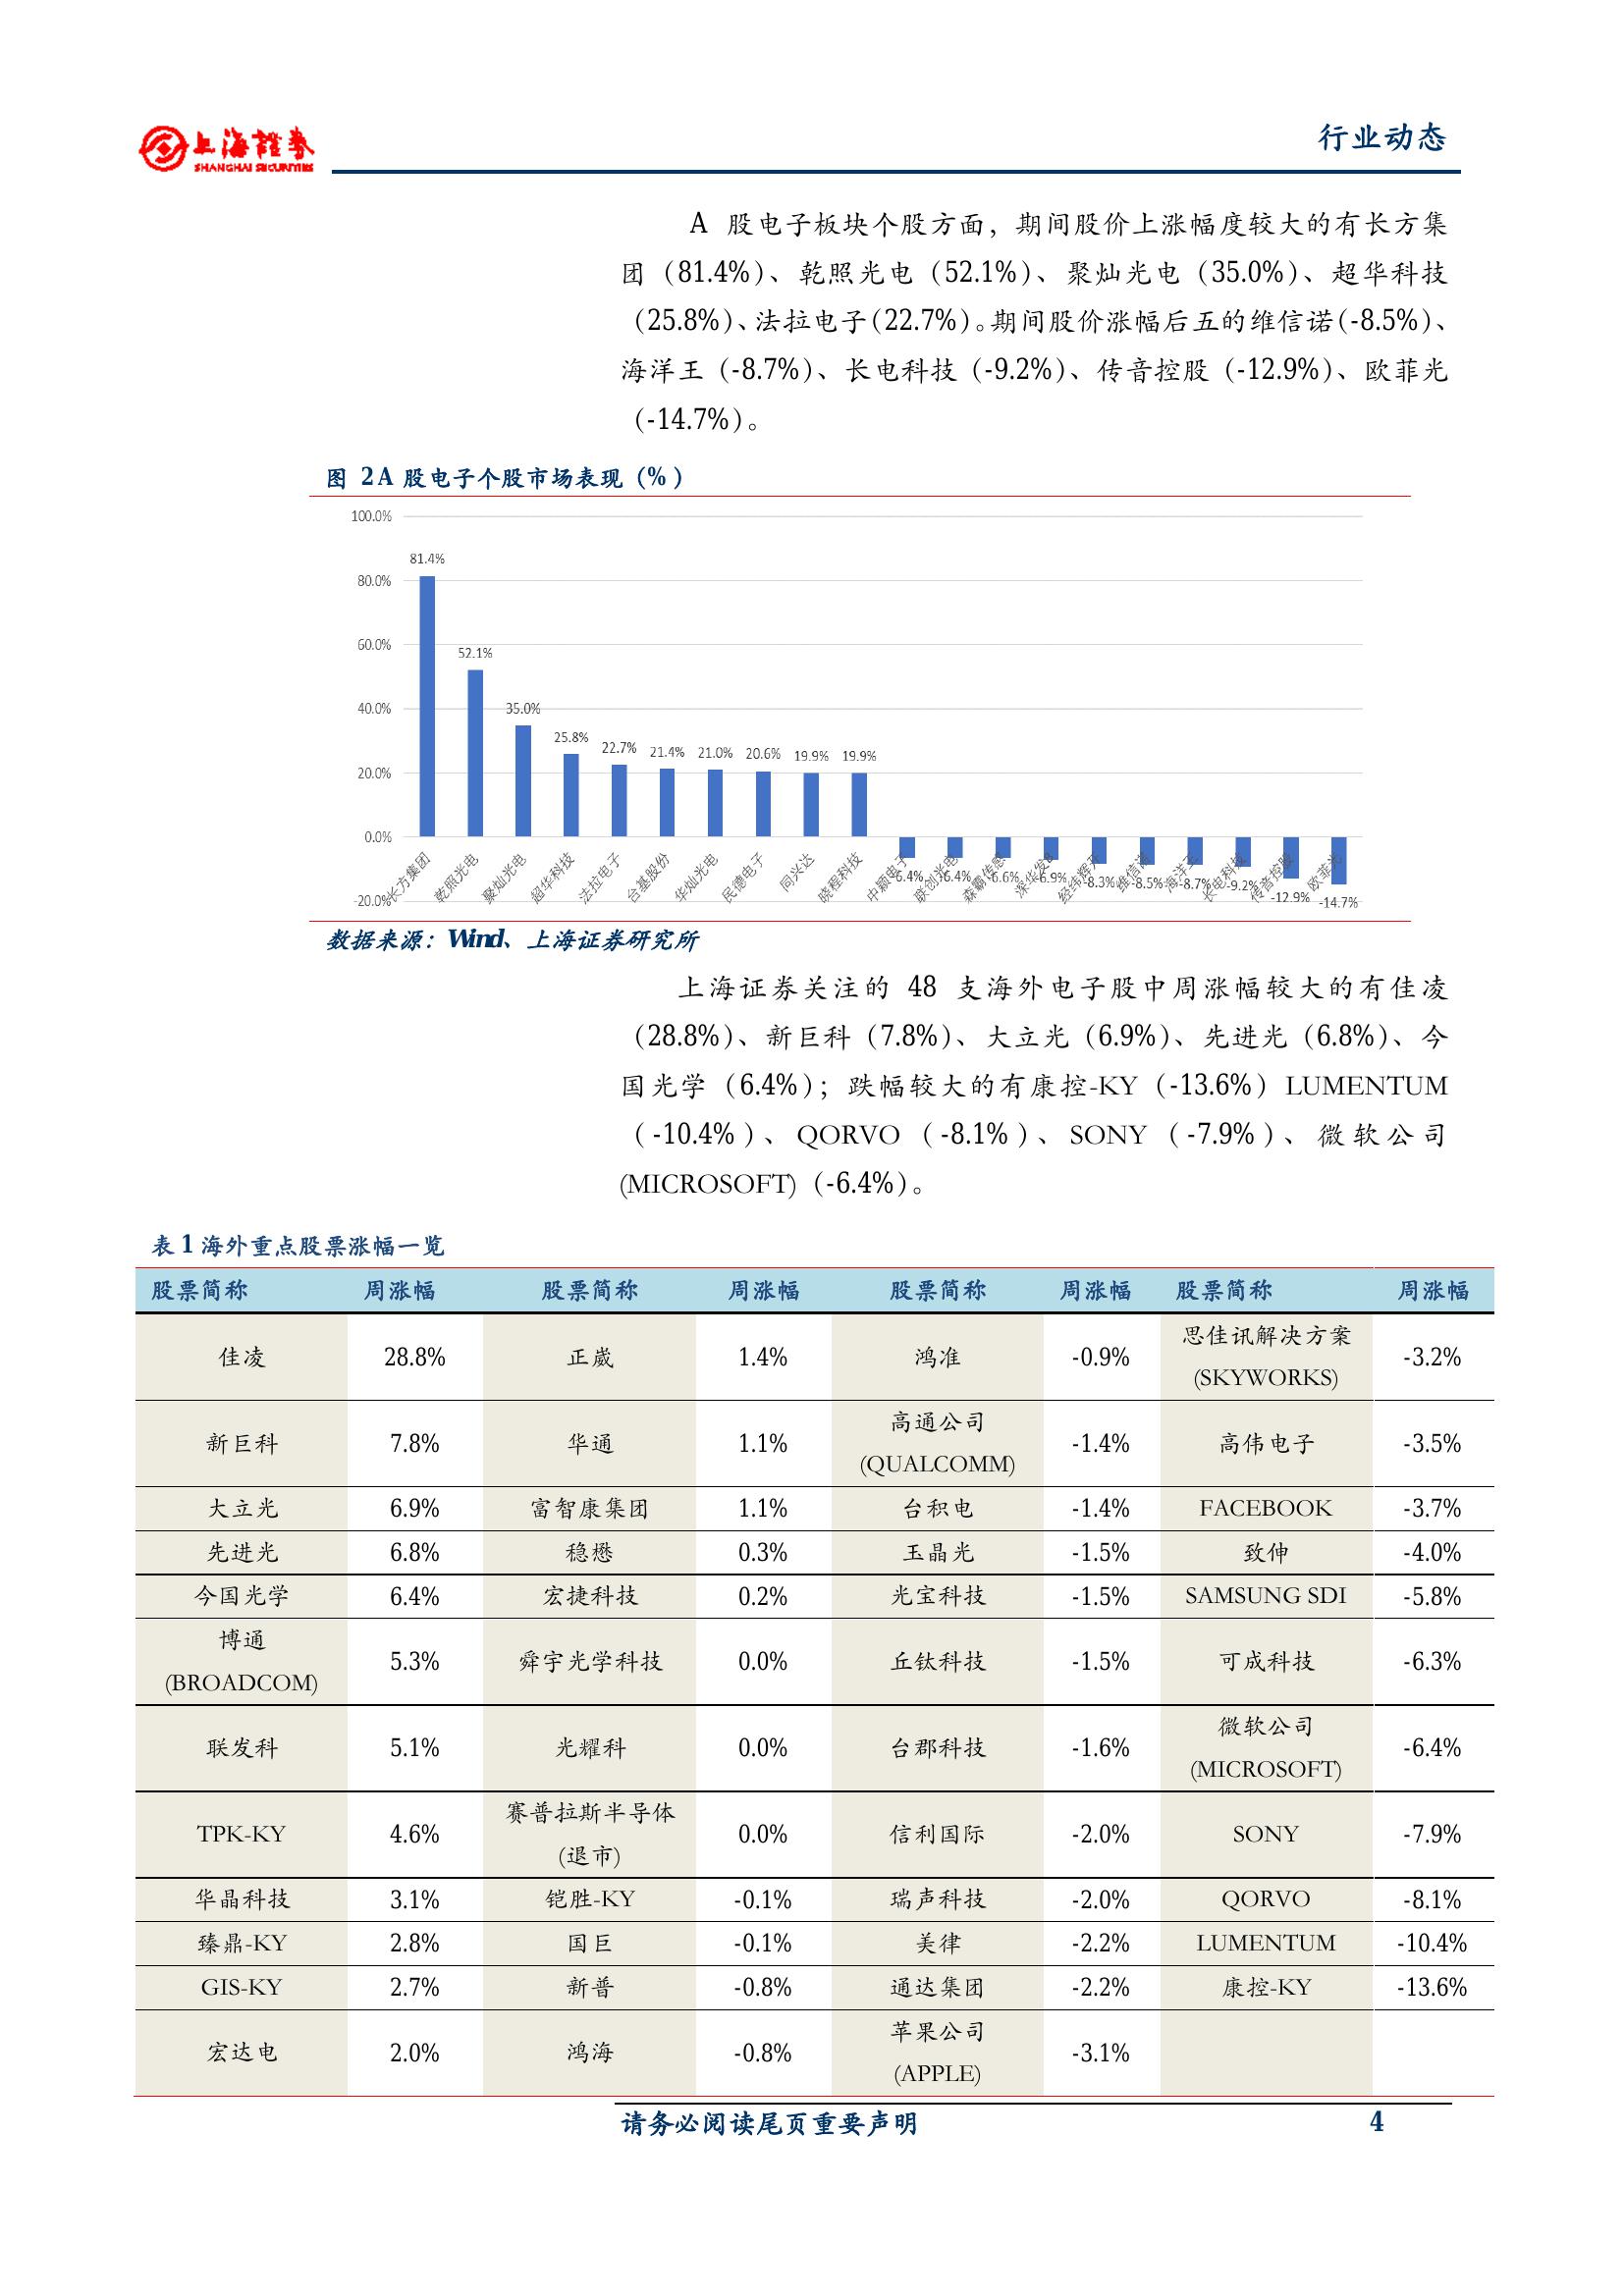 上海證券
SHANGHAI SECURITIES
行业动态
A 股电子板块个股方面，期间股价上涨幅度较大的有长方集
团（81.4%）、乾照光电（52.1%）、聚灿光电（35.0%）、超华科技
（25.8%）、法拉电子（22.7%）。期间股价涨幅后五的维信诺（-8.5%）、
海洋王（-8.7%）、长电科技（-9.2%）、传音控股（-12.9%）、欧菲光
（-14.7%）。
图 2A 股电子个股市场表现（%）
100.0%
80.0%
60.0%
40.0%
20.0%
0.0%
-20.0%
81.4%
52.1%
35.0%
25.8%
22.7%
21.4%
21.0%
20.6%
19.9%
19.9%
-6.4%
-6.4%
-6.6%
-6.9%
-8.3%
-8.5%
-8.7%
-9.2%
-12.9%
-14.7%
长方集团
乾照光电
聚灿光电
超华科技
法拉电子
台基股份
华灿光电
民德电子
同兴达
晓程科技
中颖电子
联创光电
森霸传感
深华发A
经纬辉开
维信诺
海洋王
长电科技
传音控股
欧菲光
数据来源：Wind、上海证券研究所
上海证券关注的 48 支海外电子股中周涨幅较大的有佳凌
（28.8%）、新巨科（7.8%）、大立光（6.9%）、先进光（6.8%）、今
国光学（6.4%）；跌幅较大的有康控-KY（-13.6%）LUMENTUM
（-10.4%）、QORVO（-8.1%）、SONY（-7.9%）、微软公司
(MICROSOFT)（-6.4%）。
表 1 海外重点股票涨幅一览
股票简称 周涨幅 股票简称 周涨幅 股票简称 周涨幅 股票简称 周涨幅
佳凌 28.8% 正崴 1.4% 鸿准 -0.9% 思佳讯解决方案
(SKYWORKS) -3.2%
新巨科 7.8% 华通 1.1% 高通公司
(QUALCOMM) -1.4% 高伟电子 -3.5%
大立光 6.9% 富智康集团 1.1% 台积电 -1.4% FACEBOOK -3.7%
先进光 6.8% 稳懋 0.3% 玉晶光 -1.5% 致伸 -4.0%
今国光学 6.4% 宏捷科技 0.2% 光宝科技 -1.5% SAMSUNG SDI -5.8%
博通
(BROADCOM) 5.3% 舜宇光学科技 0.0% 丘钛科技 -1.5% 可成科技 -6.3%
联发科 5.1% 光耀科 0.0% 台郡科技 -1.6% 微软公司
(MICROSOFT) -6.4%
TPK-KY 4.6% 赛普拉斯半导体
(退市) 0.0% 信利国际 -2.0% SONY -7.9%
华晶科技 3.1% 铠胜-KY -0.1% 瑞声科技 -2.0% QORVO -8.1%
臻鼎-KY 2.8% 国巨 -0.1% 美律 -2.2% LUMENTUM -10.4%
GIS-KY 2.7% 新普 -0.8% 通达集团 -2.2% 康控-KY -13.6%
宏达电 2.0% 鸿海 -0.8% 苹果公司
(APPLE) -3.1%
请务必阅读尾页重要声明 4